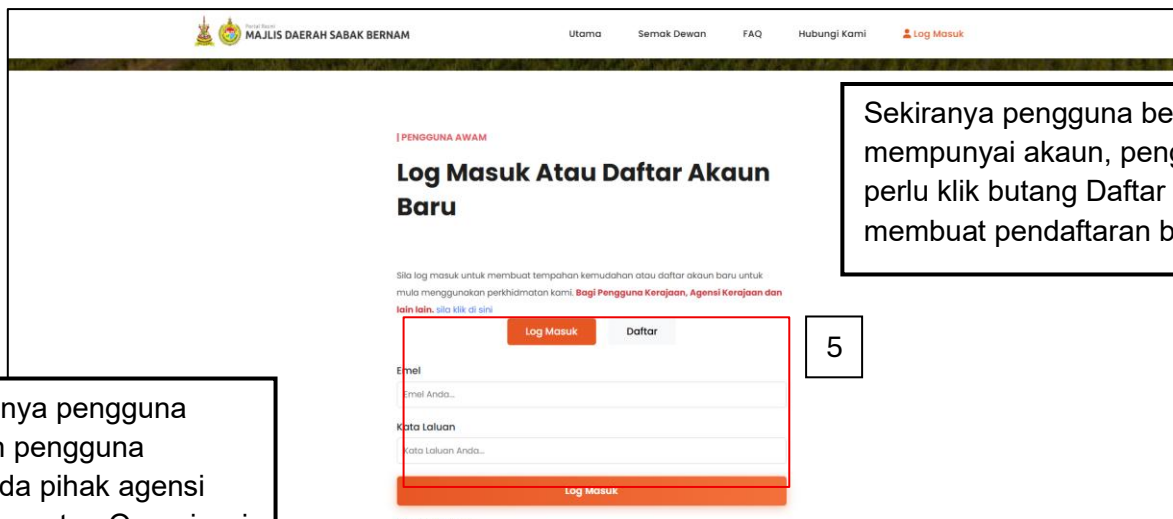 Portal Rasmi
MAJLIS DAERAH SABAK BERNAM
Utama Semak Dewan FAQ Hubungi Kami Log Masuk
Sekiranya pengguna
mempunyai akaun,
perlu klik butang Daftar
membuat pendaftaran
| PENGGUNA AWAM
Log Masuk Atau Daftar Akaun
Baru
Sila log masuk untuk membuat tempahan kemudahan atau daftar akaun baru untuk
mula menggunakan perkhidmatan kami. Bagi Pengguna Kerajaan, Agensi Kerajaan dan
lain lain. sila klik di sini
Log Masuk Daftar
5
Emel
Emel Anda...
Kata Laluan
Kata Laluan Anda...
Log Masuk
pengguna
pengguna
pihak agensi